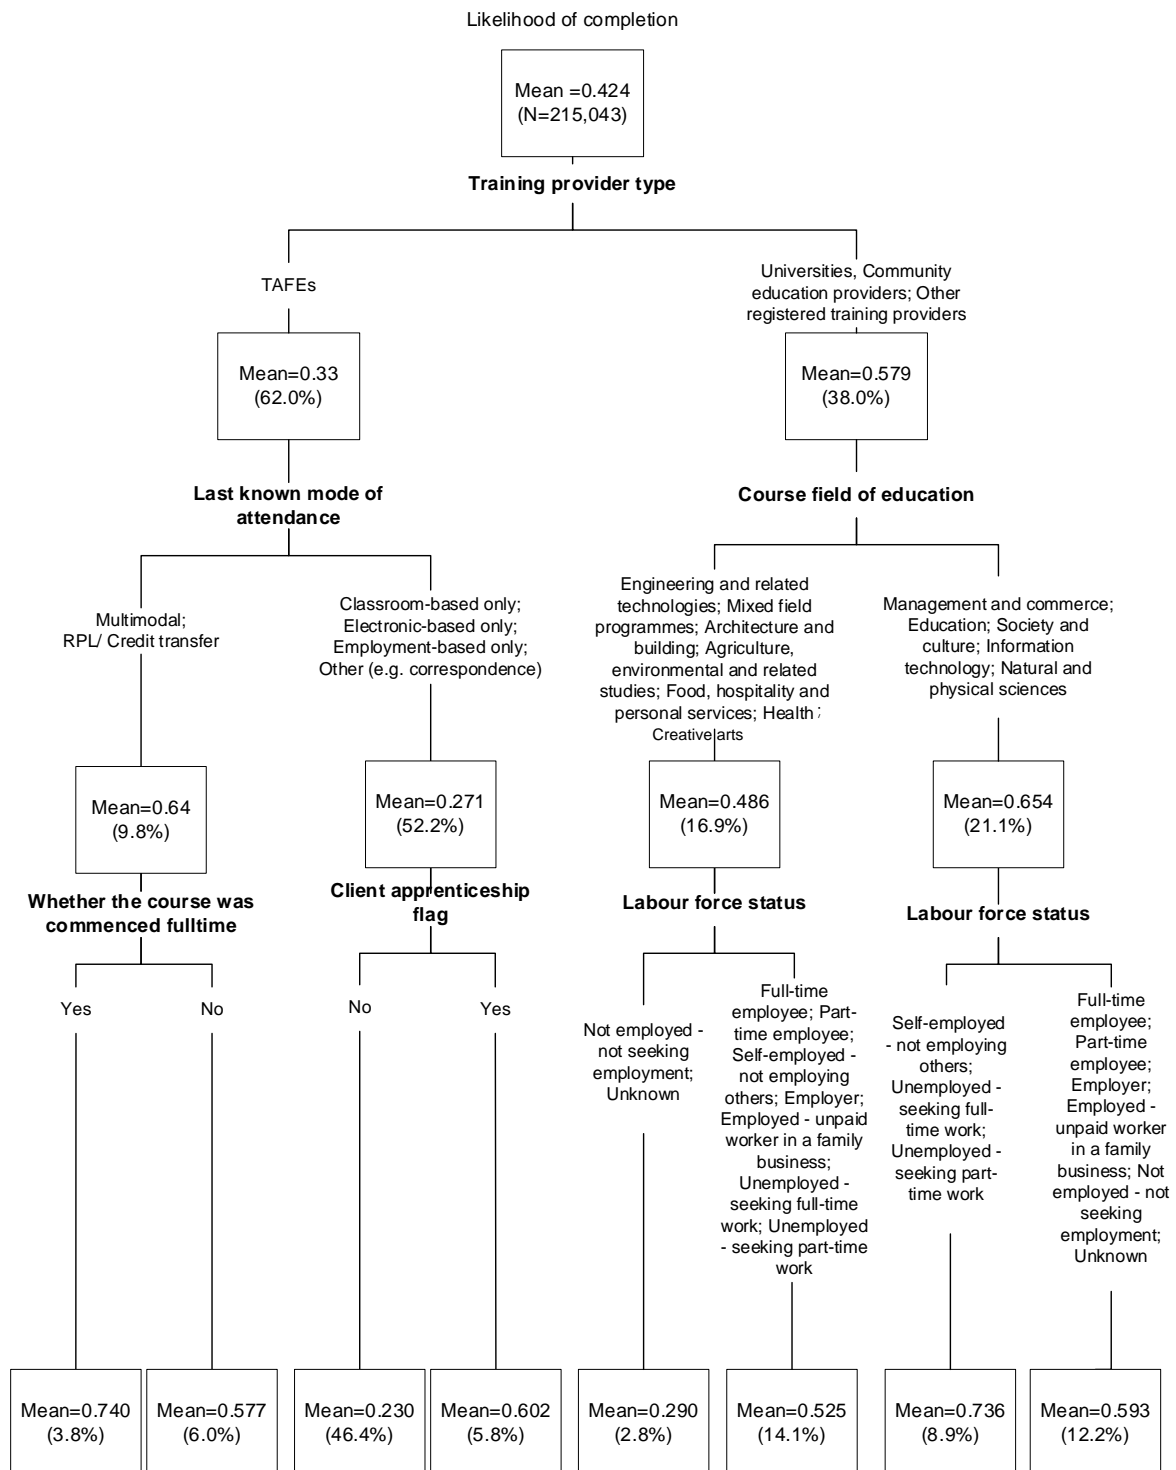 Likelihood of completion
Mean =0.424
(N=215,043)
Training provider type
TAFEs
Universities, Community
education providers; Other
registered training providers
Mean=0.33
(62.0%)
Mean=0.579
(38.0%)
Last known mode of
attendance
Course field of education
Multimodal;
RPL/ Credit transfer
Classroom-based only;
Electronic-based only;
Employment-based only;
Other (e.g. correspondence)
Engineering and related
technologies; Mixed field
programmes; Architecture and
building; Agriculture,
environmental and related
studies; Food, hospitality and
personal services; Health ;
Creative arts
Management and commerce;
Education; Society and
culture; Information
technology; Natural and
physical sciences
Mean=0.64
(9.8%)
Mean=0.271
(52.2%)
Mean=0.486
(16.9%)
Mean=0.654
(21.1%)
Whether the course was
commenced fulltime
Client apprenticeship
flag
Labour force status
Labour force status
Yes
No
No
Yes
Not employed -
not seeking
employment;
Unknown
Full-time
employee; Part-
time employee;
Self-employed -
not employing
others; Employer;
Employed - unpaid
worker in a family
business;
Unemployed -
seeking full-time
work; Unemployed
- seeking part-time
work
Self-employed
- not employing
others;
Unemployed -
seeking full-
time work;
Unemployed -
seeking part-
time work
Full-time
employee;
Part-time
employee;
Employer;
Employed -
unpaid worker
in a family
business; Not
employed - not
seeking
employment;
Unknown
Mean=0.740
(3.8%)
Mean=0.577
(6.0%)
Mean=0.230
(46.4%)
Mean=0.602
(5.8%)
Mean=0.290
(2.8%)
Mean=0.525
(14.1%)
Mean=0.736
(8.9%)
Mean=0.593
(12.2%)